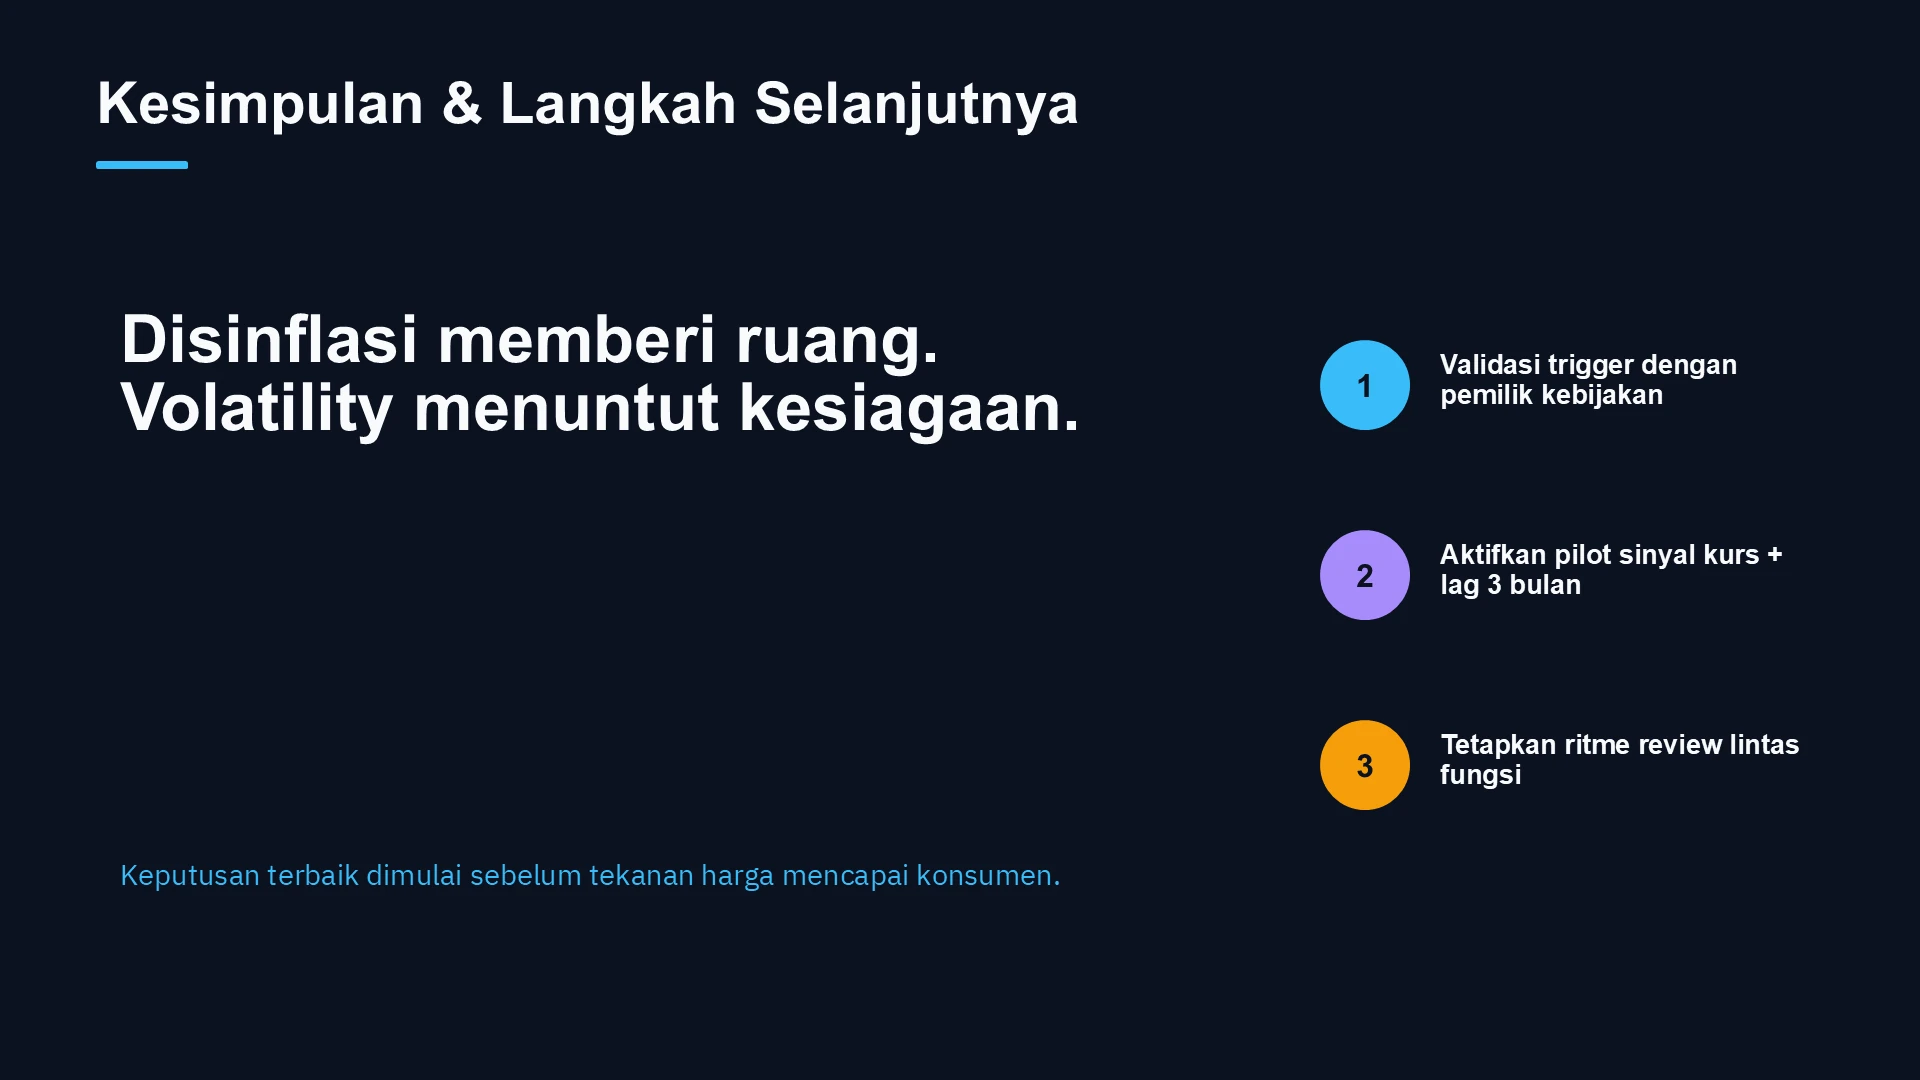 Kesimpulan & Langkah Selanjutnya
Disinflasi memberi ruang.
Volatility menuntut kesiagaan.
1
Validasi trigger dengan
pemilik kebijakan
2
Aktifkan pilot sinyal kurs +
lag 3 bulan
3
Tetapkan ritme review lintas
fungsi
Keputusan terbaik dimulai sebelum tekanan harga mencapai konsumen.